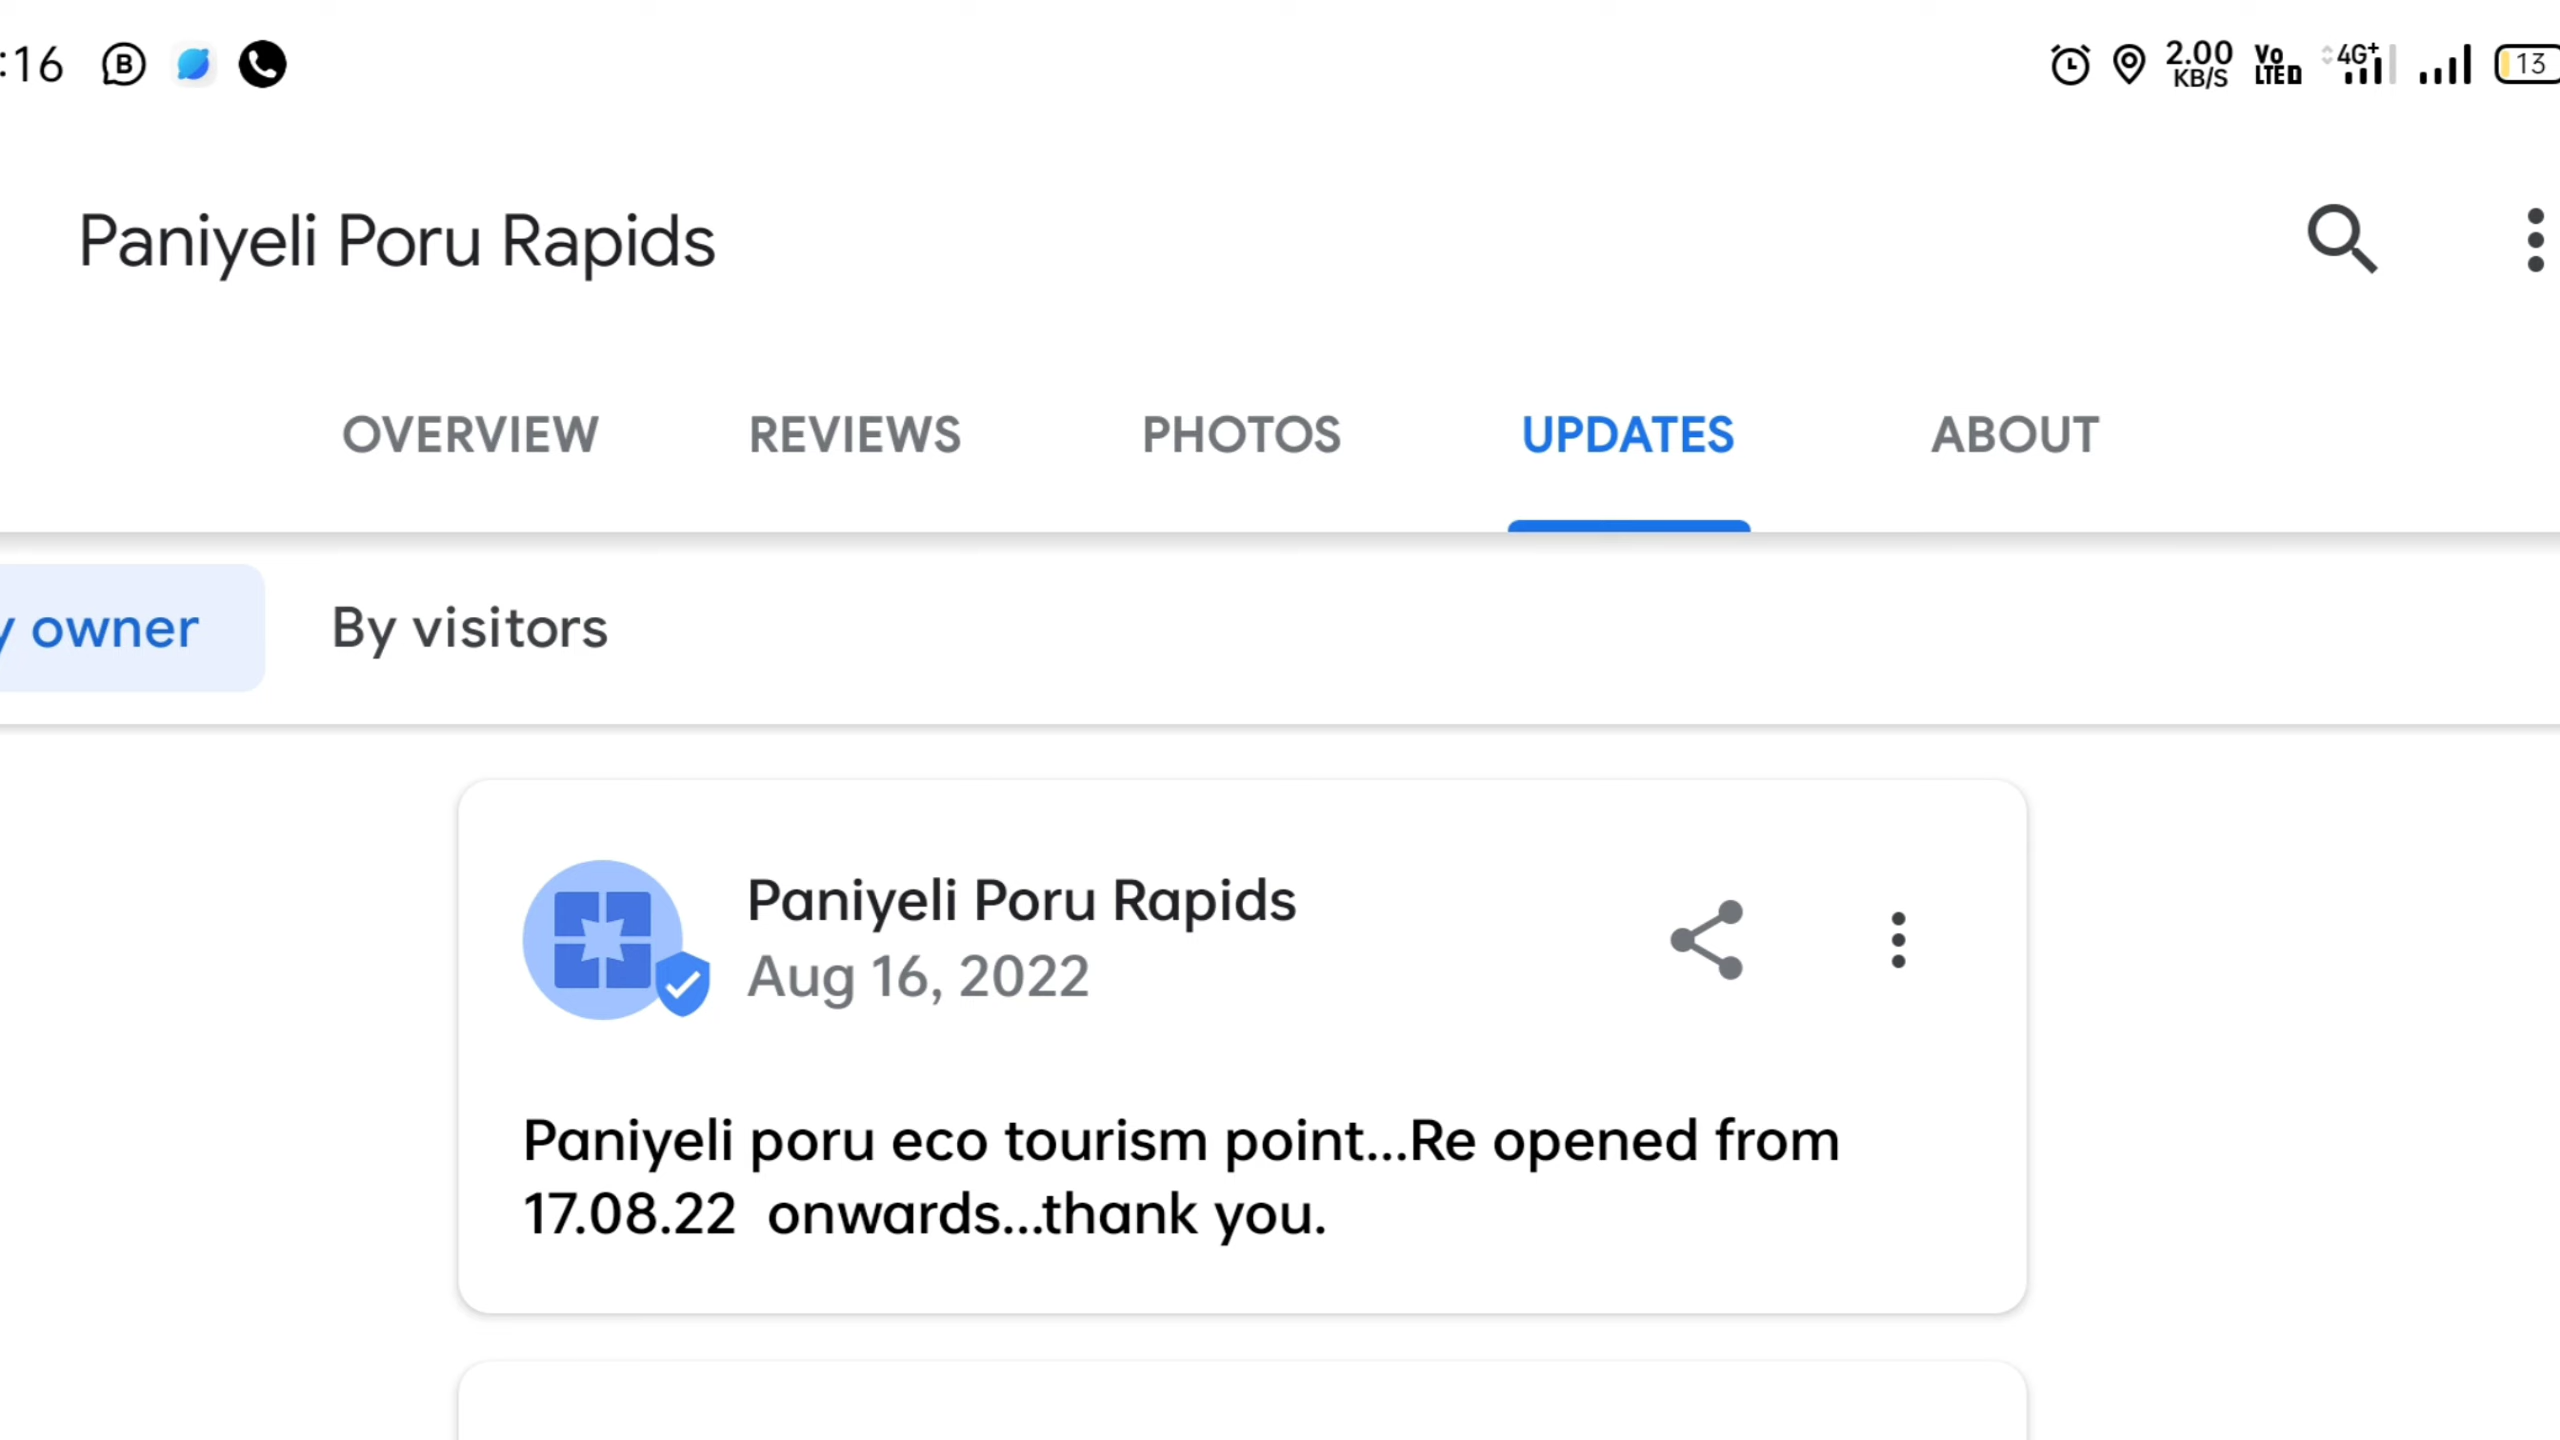 :16 B 2.00 KB/S Vo LTE 4G+ 13
Paniyeli Poru Rapids
OVERVIEW REVIEWS PHOTOS UPDATES ABOUT
y owner By visitors
Paniyeli Poru Rapids
Aug 16, 2022
Paniyeli poru eco tourism point...Re opened from
17.08.22  onwards...thank you.